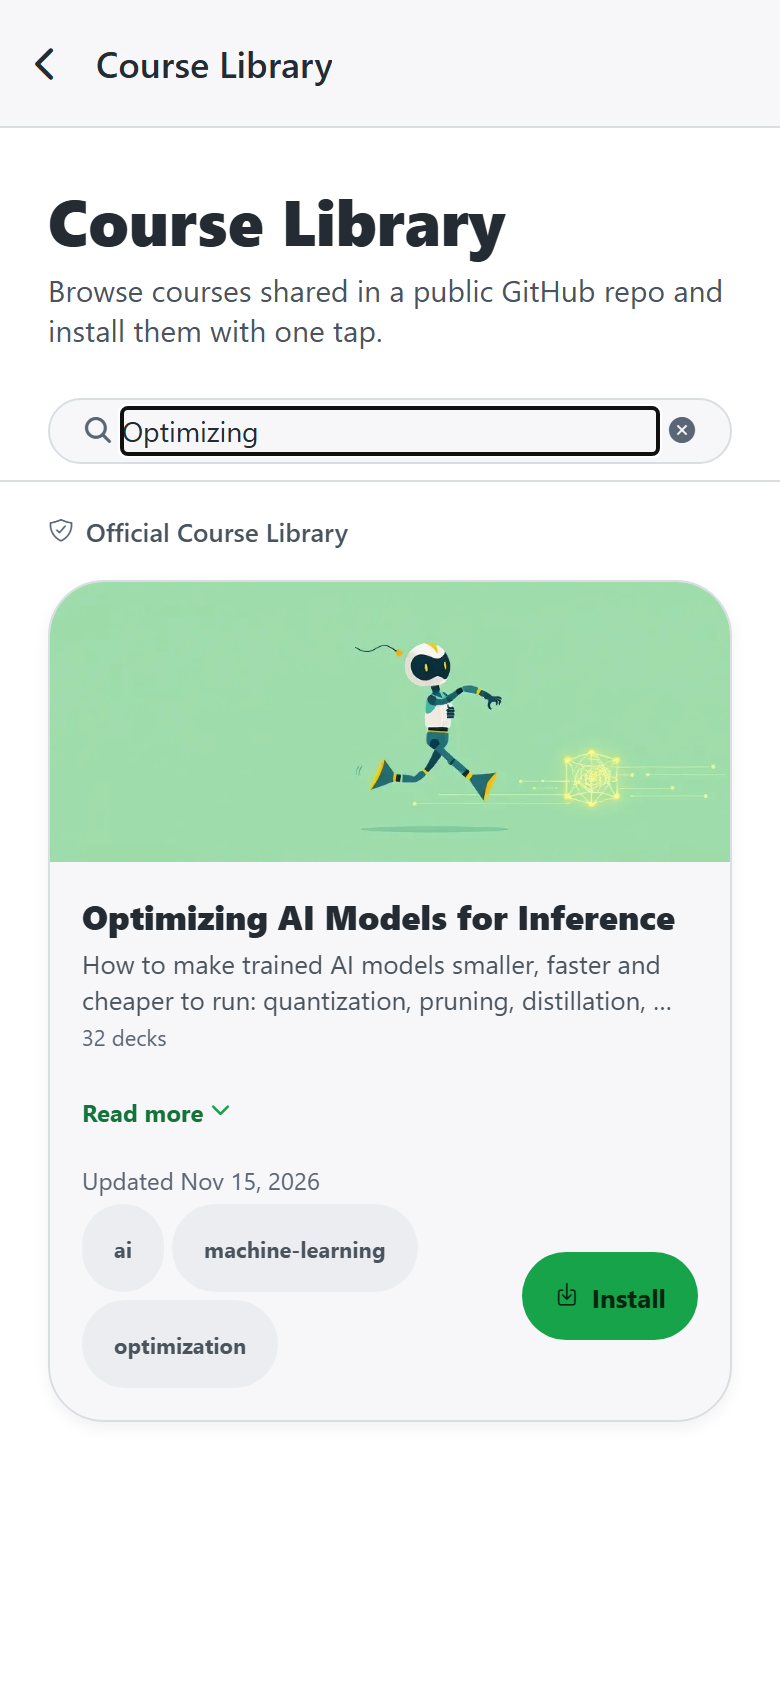 Course Library
Course Library
Browse courses shared in a public GitHub repo and
install them with one tap.
Optimizing
Official Course Library
Optimizing AI Models for Inference
How to make trained AI models smaller, faster and
cheaper to run: quantization, pruning, distillation, ...
32 decks
Read more
Updated Nov 15, 2026
ai
machine-learning
Install
optimization